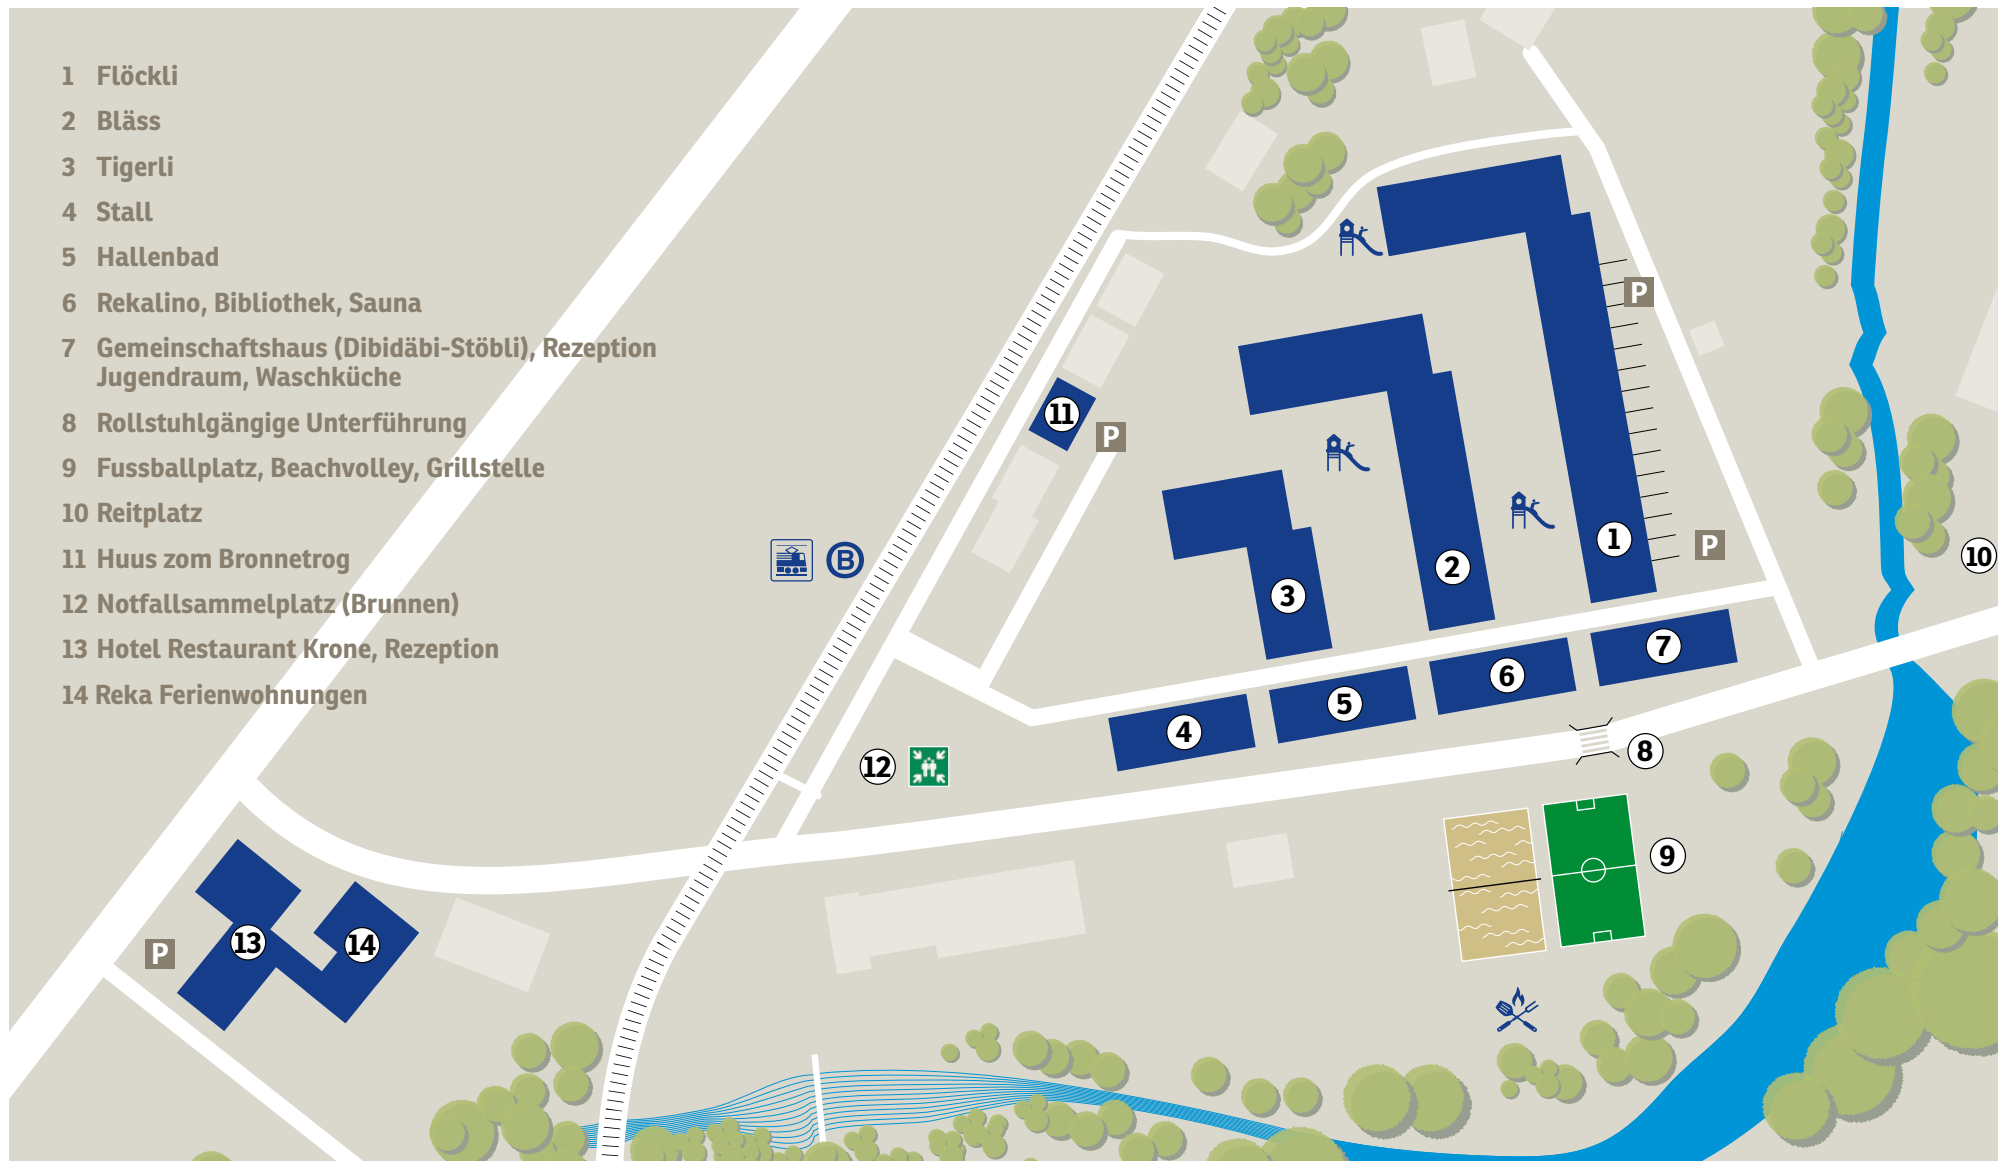 1 Flöckli
2 Bläss
3 Tigerli
4 Stall
5 Hallenbad
6 Rekalino, Bibliothek, Sauna
7 Gemeinschaftshaus (Dibidäbi-Stöbli), Rezeption
Jugendraum, Waschküche
8 Rollstuhlgängige Unterführung
9 Fussballplatz, Beachvolley, Grillstelle
10 Reitplatz
11 Huus zom Bronnetrog
12 Notfallsammelplatz (Brunnen)
13 Hotel Restaurant Krone, Rezeption
14 Reka Ferienwohnungen
P
11
P
B
1
P
10
2
3
7
6
5
4
8
12
9
13
14
P